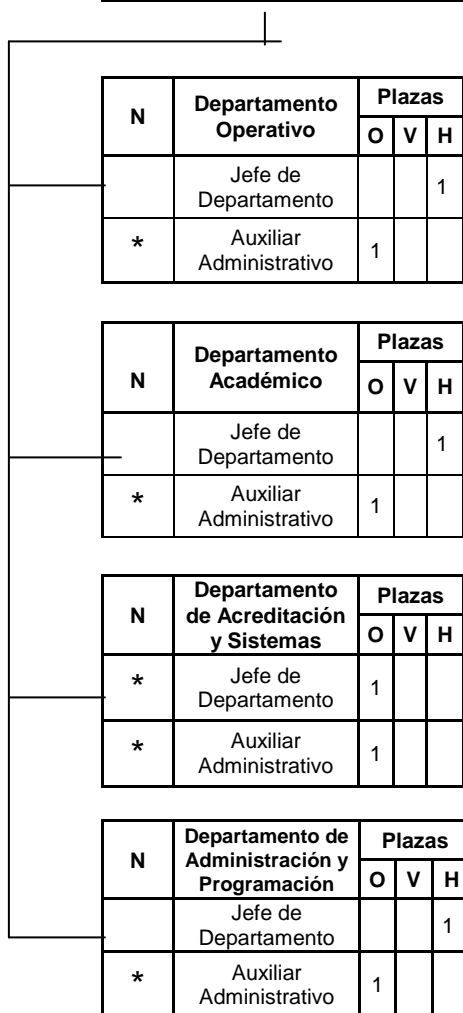 N Departamento Operativo Plazas
O V H
Jefe de Departamento 1
* Auxiliar Administrativo 1
N Departamento Académico Plazas
O V H
Jefe de Departamento 1
* Auxiliar Administrativo 1
N Departamento de Acreditación y Sistemas Plazas
O V H
* Jefe de Departamento 1
* Auxiliar Administrativo 1
N Departamento de Administración y Programación Plazas
O V H
Jefe de Departamento 1
* Auxiliar Administrativo 1